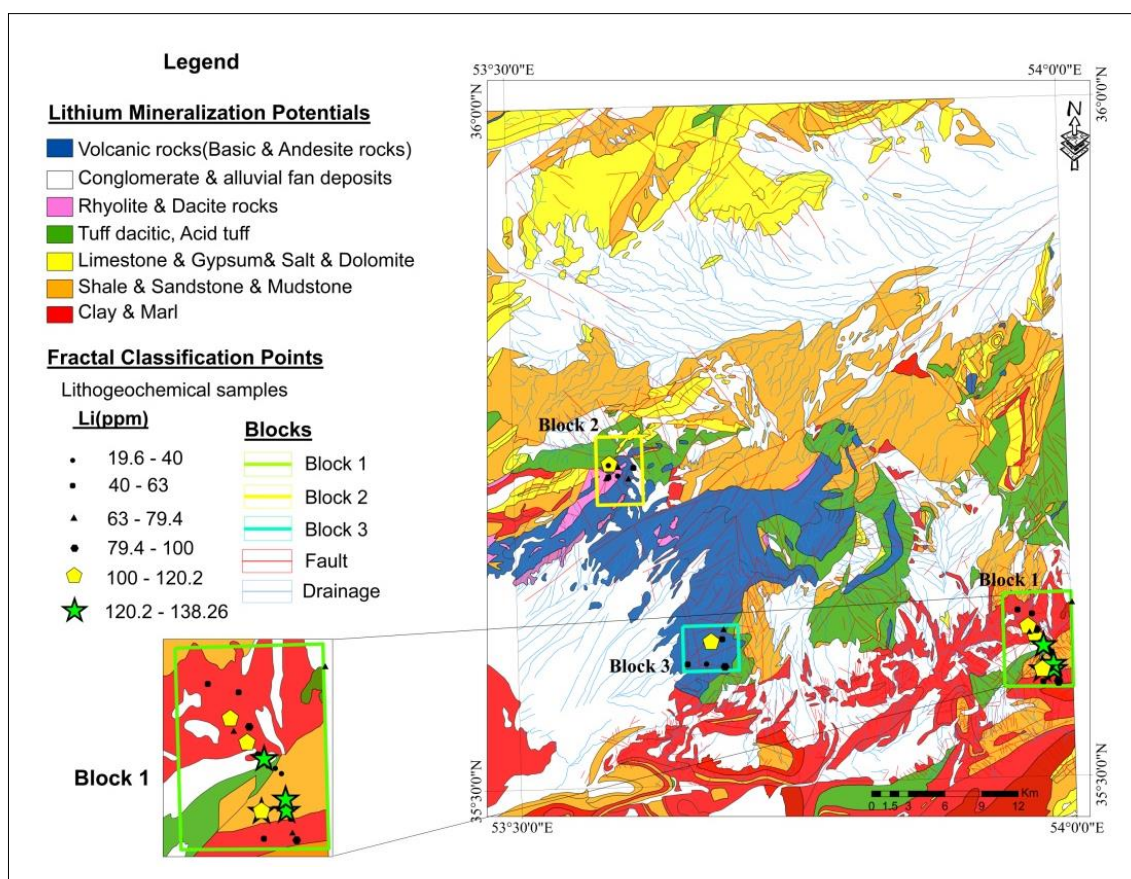 Legend
Lithium Mineralization Potentials
Volcanic rocks(Basic & Andesite rocks)
Conglomerate & alluvial fan deposits
Rhyolite & Dacite rocks
Tuff dacitic, Acid tuff
Limestone & Gypsum& Salt & Dolomite
Shale & Sandstone & Mudstone
Clay & Marl
Fractal Classification Points
Lithogeochemical samples
Li(ppm)
19.6 - 40
40 - 63
63 - 79.4
79.4 - 100
100 - 120.2
120.2 - 138.26
Blocks
Block 1
Block 2
Block 3
Fault
Drainage
Block 1
53°30'0"E
54°0'0"E
36°0'0"N
36°0'0"N
N
Block 2
Block 1
Block 3
35°30'0"N
35°30'0"N
0 1.5 3 6 9 12
Km
53°30'0"E
54°0'0"E